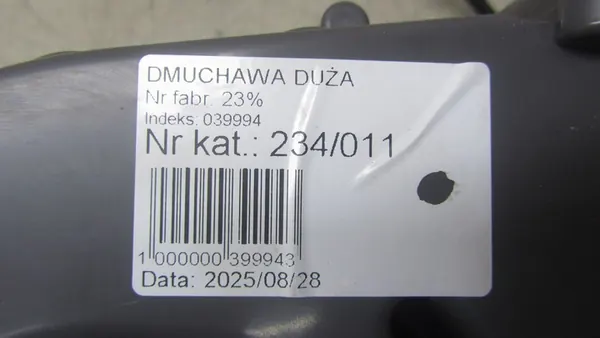 DMUCHAWA DUŻA
Nr fabr: 23%
Indeks: 039994
Nr kat.: 234/011
1 000000 399943
Data: 2025/08/28